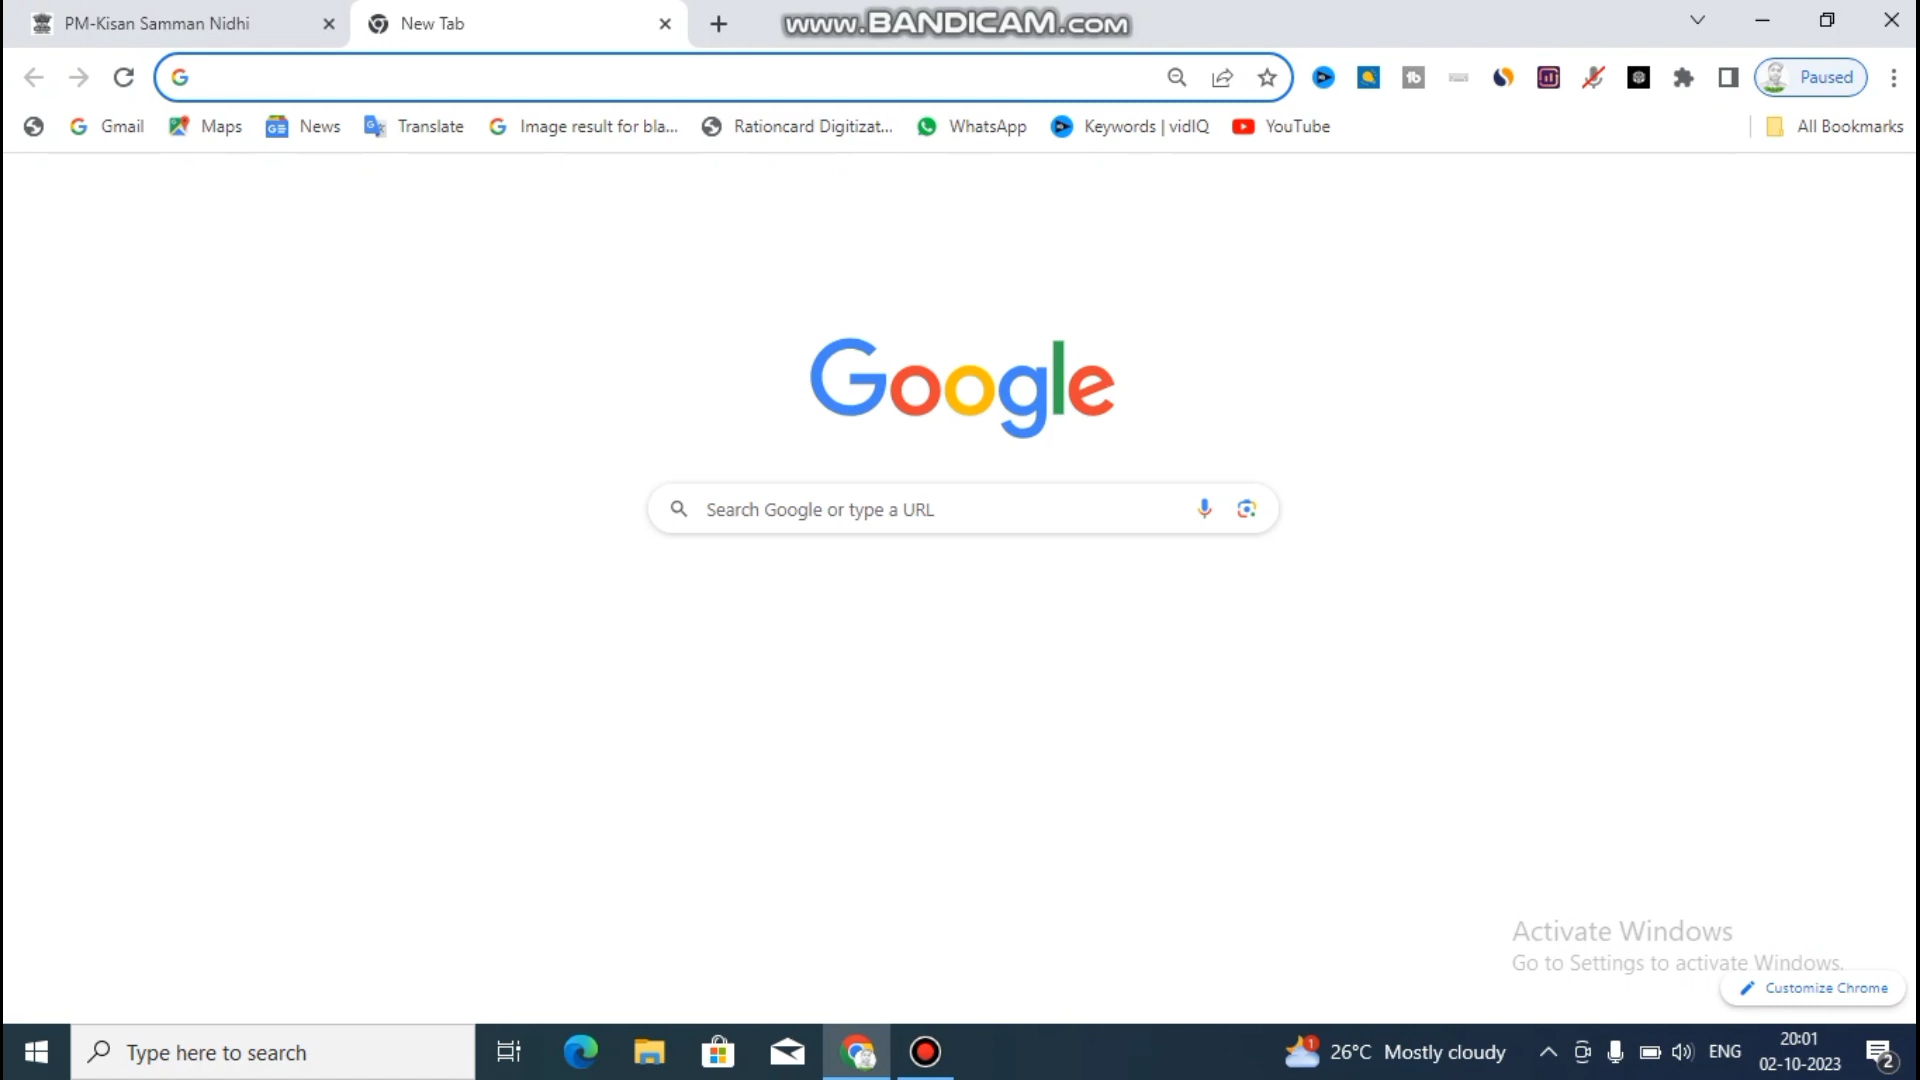 PM-Kisan Samman Nidhi
New Tab
www.BANDICAM.com
Paused
Gmail
Maps
News
Translate
Image result for bla...
Rationcard Digitizat...
WhatsApp
Keywords | vidIQ
YouTube
All Bookmarks
Google
Search Google or type a URL
Activate Windows
Go to Settings to activate Windows.
Customize Chrome
Type here to search
26°C Mostly cloudy
ENG
20:01
02-10-2023
2